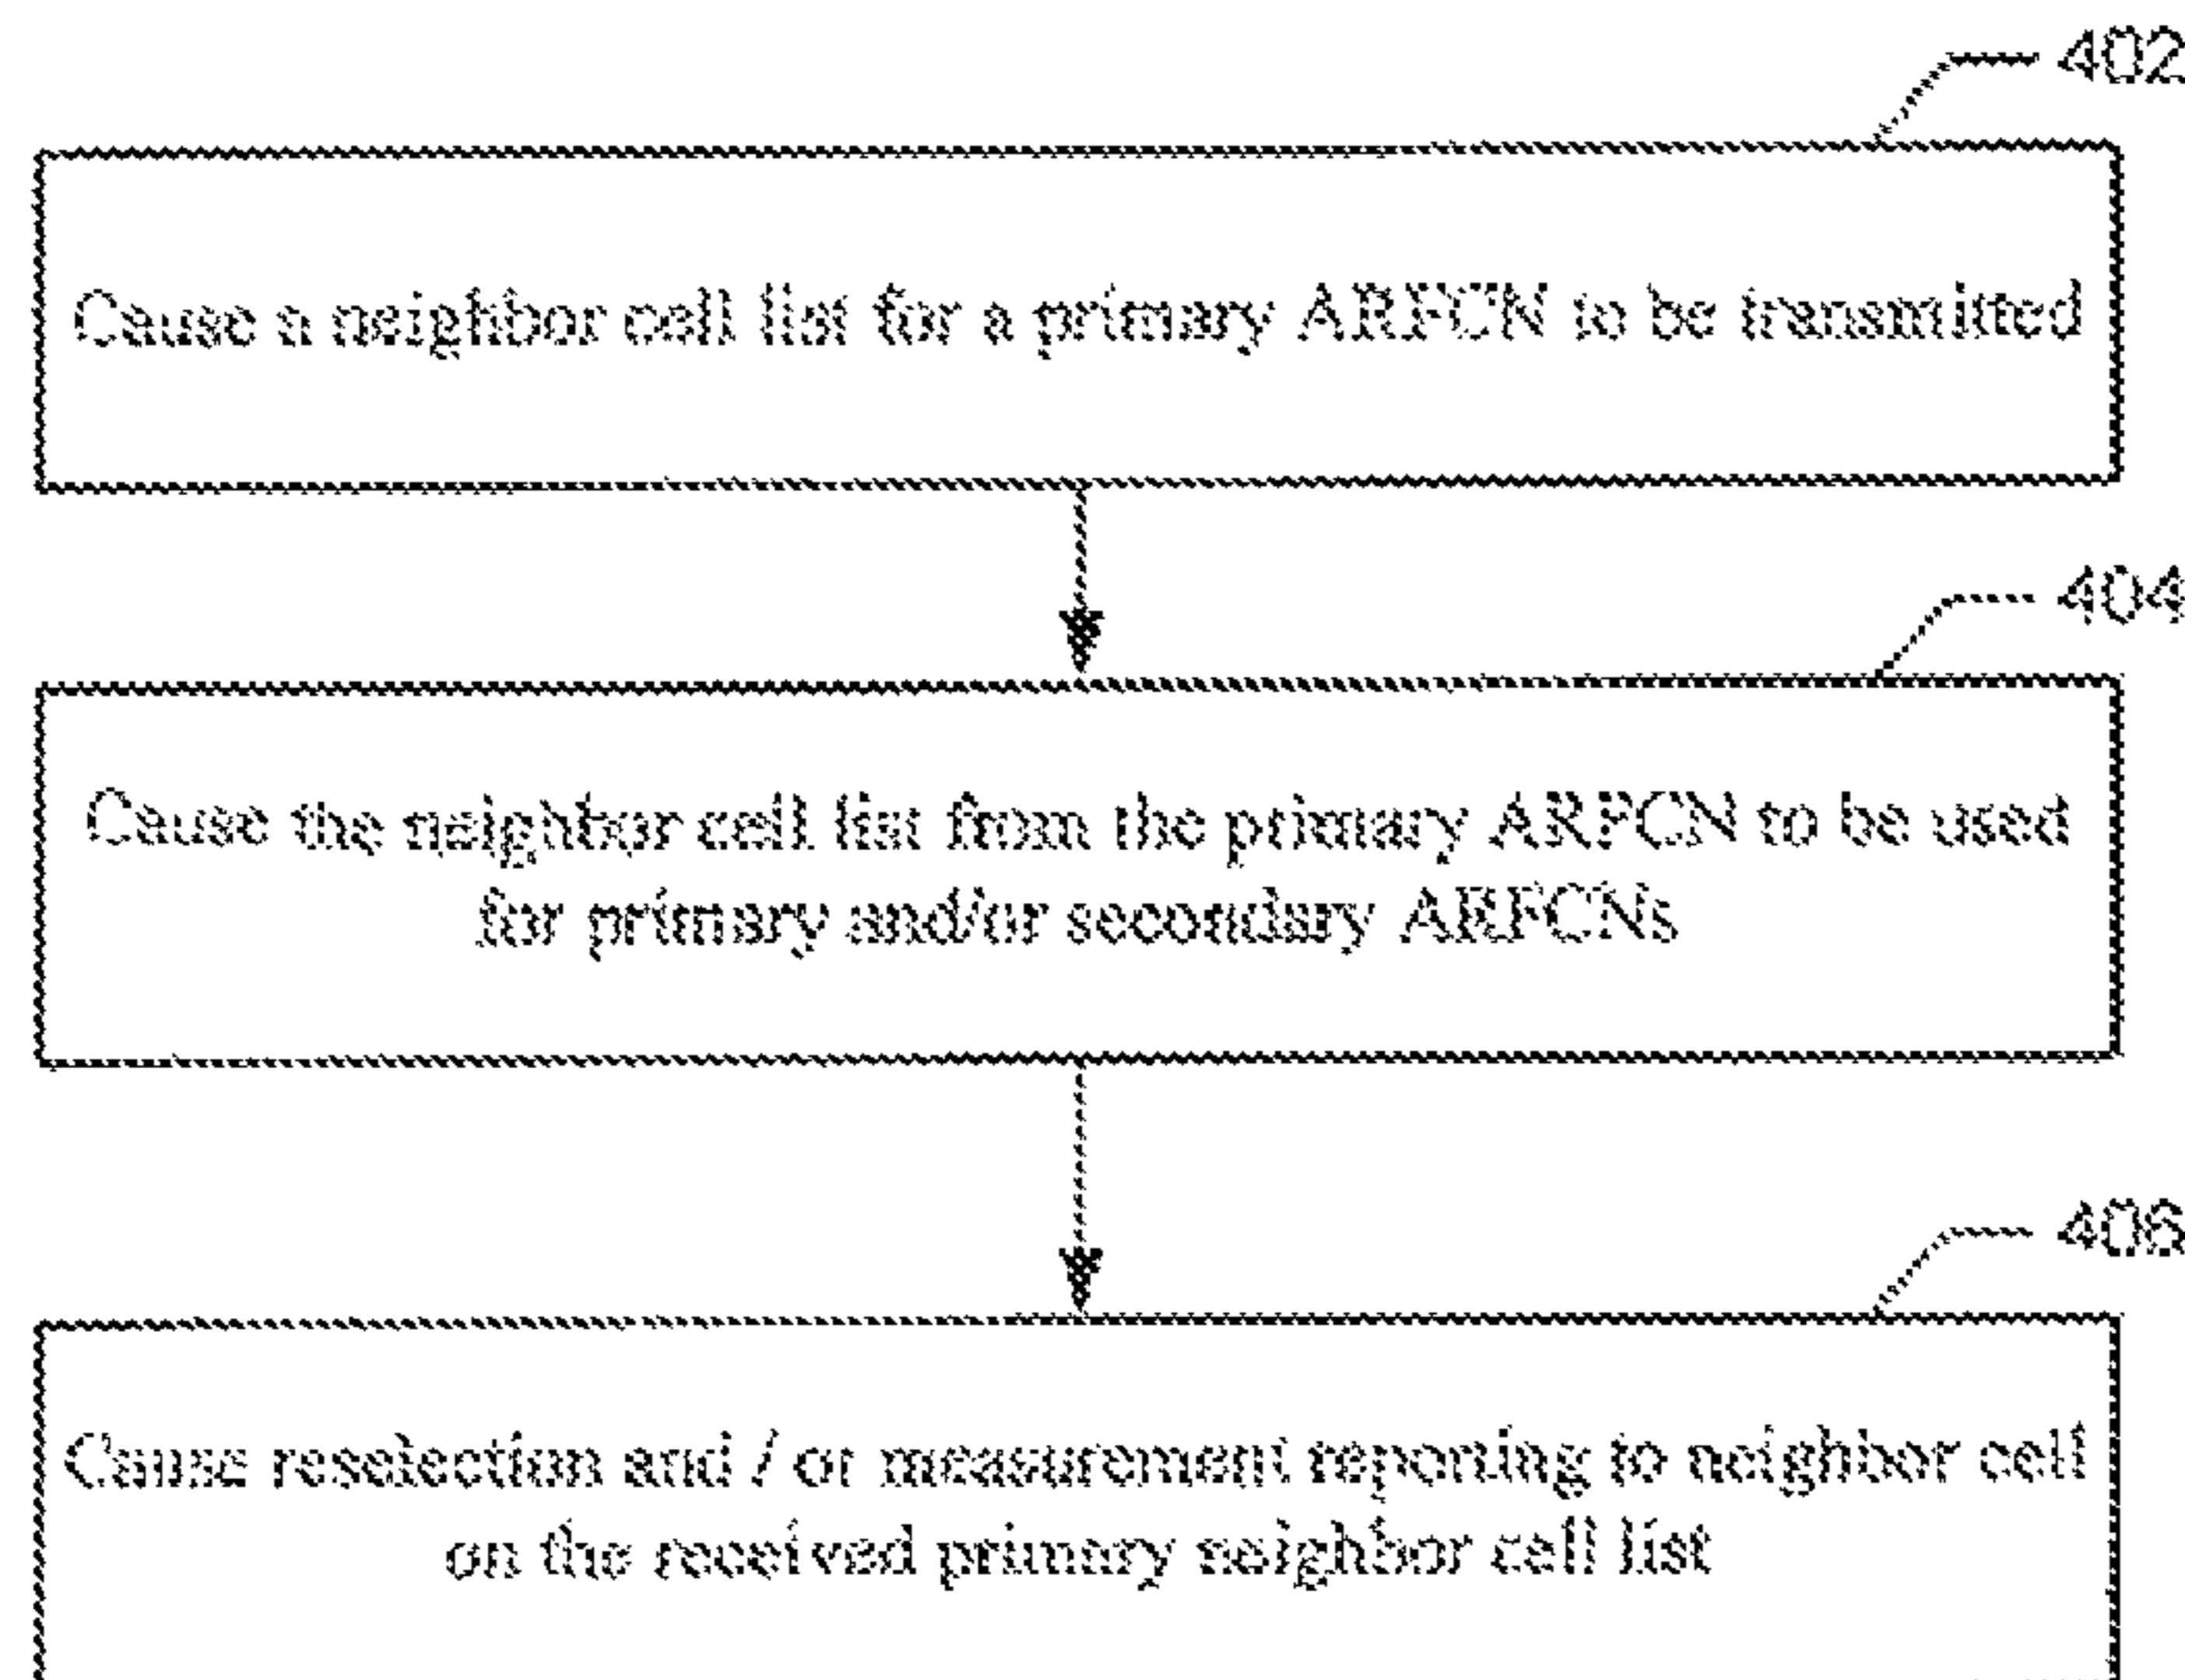 402
Cause a neighbor cell list for a primary ARFCN to be transmitted
404
Cause the neighbor cell list from the primary ARFCN to be used
for primary and/or secondary ARFCNs
406
Cause reselection and / or measurement reporting to neighbor cell
on the received primary neighbor cell list